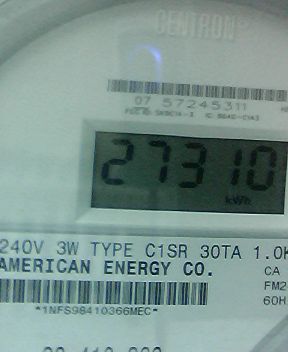 CENTRON
07 57245311
27310
kWh
240V 3W TYPE C1SR 30TA 1.0K
AMERICAN ENERGY CO.
CA
FM2
60H
*1NFS98410366MEC*